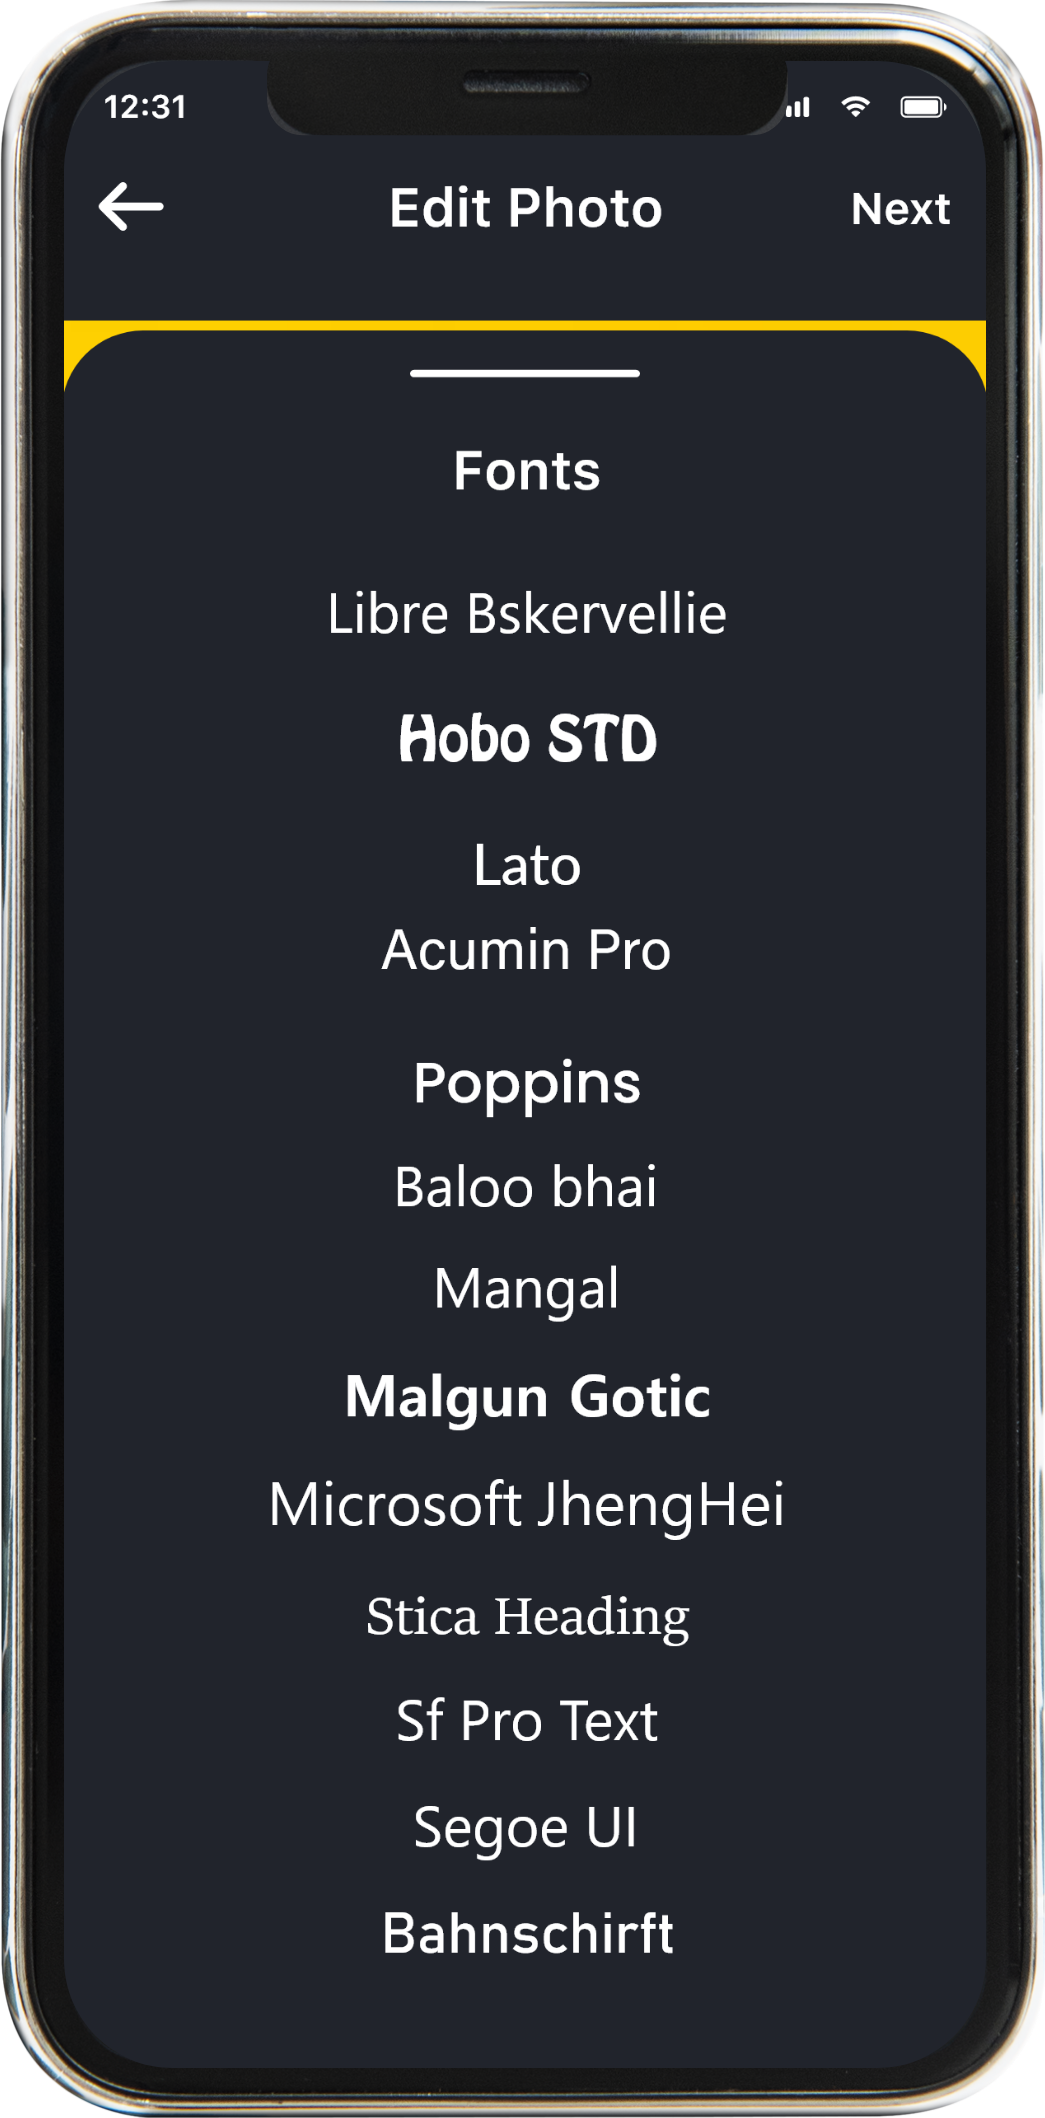 12:31
Edit Photo
Next
Fonts
Libre Bskervellie
Hobo STD
Lato
Acumin Pro
Poppins
Baloo bhai
Mangal
Malgun Gotic
Microsoft JhengHei
Stica Heading
Sf Pro Text
Segoe UI
Bahnschirft